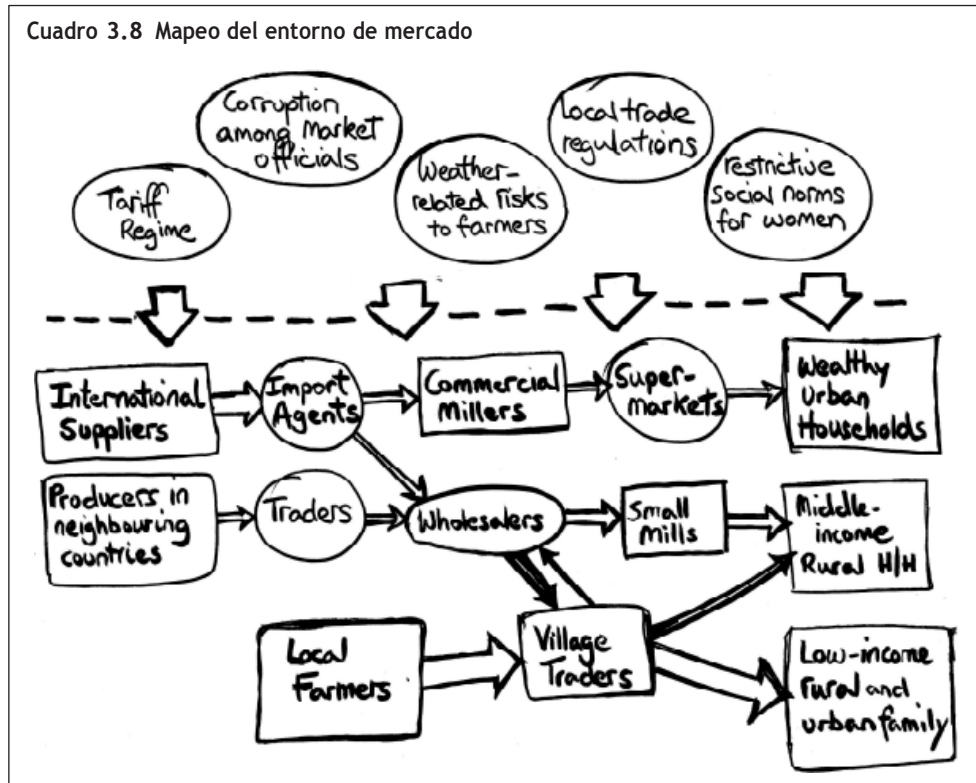 Cuadro 3.8 Mapeo del entorno de mercado
Tariff
Regime
Corruption
among market
officials
Weather-
related risks
to farmers
Local trade
regulations
restrictive
social norms
for women
International
Suppliers
Import
Agents
Commercial
Millers
Super-
markets
Wealthy
Urban
Households
Producers in
neighbouring
countries
Traders
Wholesalers
Small
Mills
Middle-
income
Rural H/H
Local
Farmers
Village
Traders
Low-income
rural and
urban family